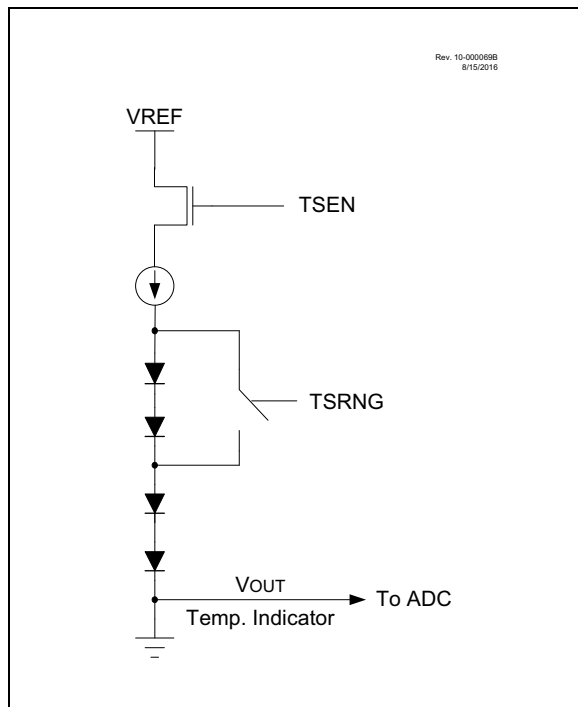 Rev. 10-000069B
8/15/2016
VREF
TSEN
TSRNG
VOUT
To ADC
Temp. Indicator